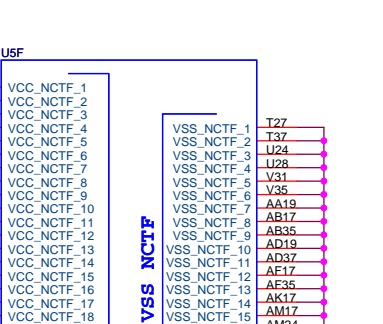 U5F
VCC_NCTF_1
VCC_NCTF_2
VCC_NCTF_3
VCC_NCTF_4
VCC_NCTF_5
VCC_NCTF_6
VCC_NCTF_7
VCC_NCTF_8
VCC_NCTF_9
VCC_NCTF_10
VCC_NCTF_11
VCC_NCTF_12
VCC_NCTF_13
VCC_NCTF_14
VCC_NCTF_15
VCC_NCTF_16
VCC_NCTF_17
VCC_NCTF_18
VSS NCTF
VSS_NCTF_1 T27
VSS_NCTF_2 T37
VSS_NCTF_3 U24
VSS_NCTF_4 U28
VSS_NCTF_5 V31
VSS_NCTF_6 V35
VSS_NCTF_7 AA19
VSS_NCTF_8 AB17
VSS_NCTF_9 AB35
VSS_NCTF_10 AD19
VSS_NCTF_11 AD37
VSS_NCTF_12 AF17
VSS_NCTF_13 AF35
VSS_NCTF_14 AK17
VSS_NCTF_15 AM17
AM24